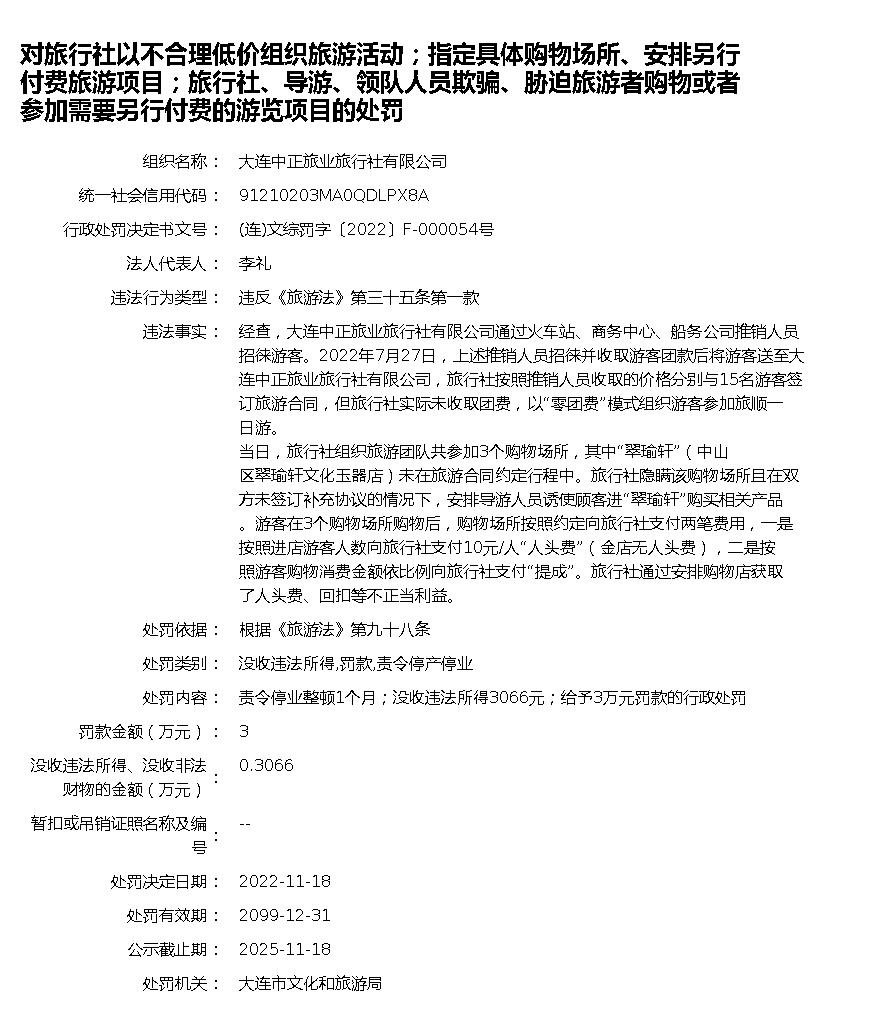 对旅行社以不合理低价组织旅游活动；指定具体购物场所、安排另行
付费旅游项目；旅行社、导游、领队人员欺骗、胁迫旅游者购物或者
参加需要另行付费的游览项目的处罚
组织名称： 大连中正旅业旅行社有限公司
统一社会信用代码： 91210203MA0QDLPX8A
行政处罚决定书文号： (连)文综罚字〔2022〕F-000054号
法人代表人： 李礼
违法行为类型： 违反《旅游法》第三十五条第一款
违法事实： 经查，大连中正旅业旅行社有限公司通过火车站、商务中心、船务公司推销人员
招徕游客。2022年7月27日，上述推销人员招徕并收取游客团款后将游客送至大
连中正旅业旅行社有限公司，旅行社按照推销人员收取的价格分别与15名游客签
订旅游合同，但旅行社实际未收取团费，以“零团费”模式组织游客参加旅顺一
日游。
当日，旅行社组织旅游团队共参加3个购物场所，其中“翠瑜轩”（中山
区翠瑜轩文化玉器店）未在旅游合同约定行程中。旅行社隐瞒该购物场所且在双
方未签订补充协议的情况下，安排导游人员诱使顾客进“翠瑜轩”购买相关产品
。游客在3个购物场所购物后，购物场所按照约定向旅行社支付两笔费用，一是
按照进店游客人数向旅行社支付10元/人“人头费”（金店无人头费），二是按
照游客购物消费金额依比例向旅行社支付“提成”。旅行社通过安排购物店获取
了人头费、回扣等不正当利益。
处罚依据： 根据《旅游法》第九十八条
处罚类别： 没收违法所得,罚款,责令停产停业
处罚内容： 责令停业整顿1个月；没收违法所得3066元；给予3万元罚款的行政处罚
罚款金额（万元）： 3
没收违法所得、没收非法
财物的金额（万元）： 0.3066
暂扣或吊销证照名称及编
号： --
处罚决定日期： 2022-11-18
处罚有效期： 2099-12-31
公示截止期： 2025-11-18
处罚机关： 大连市文化和旅游局